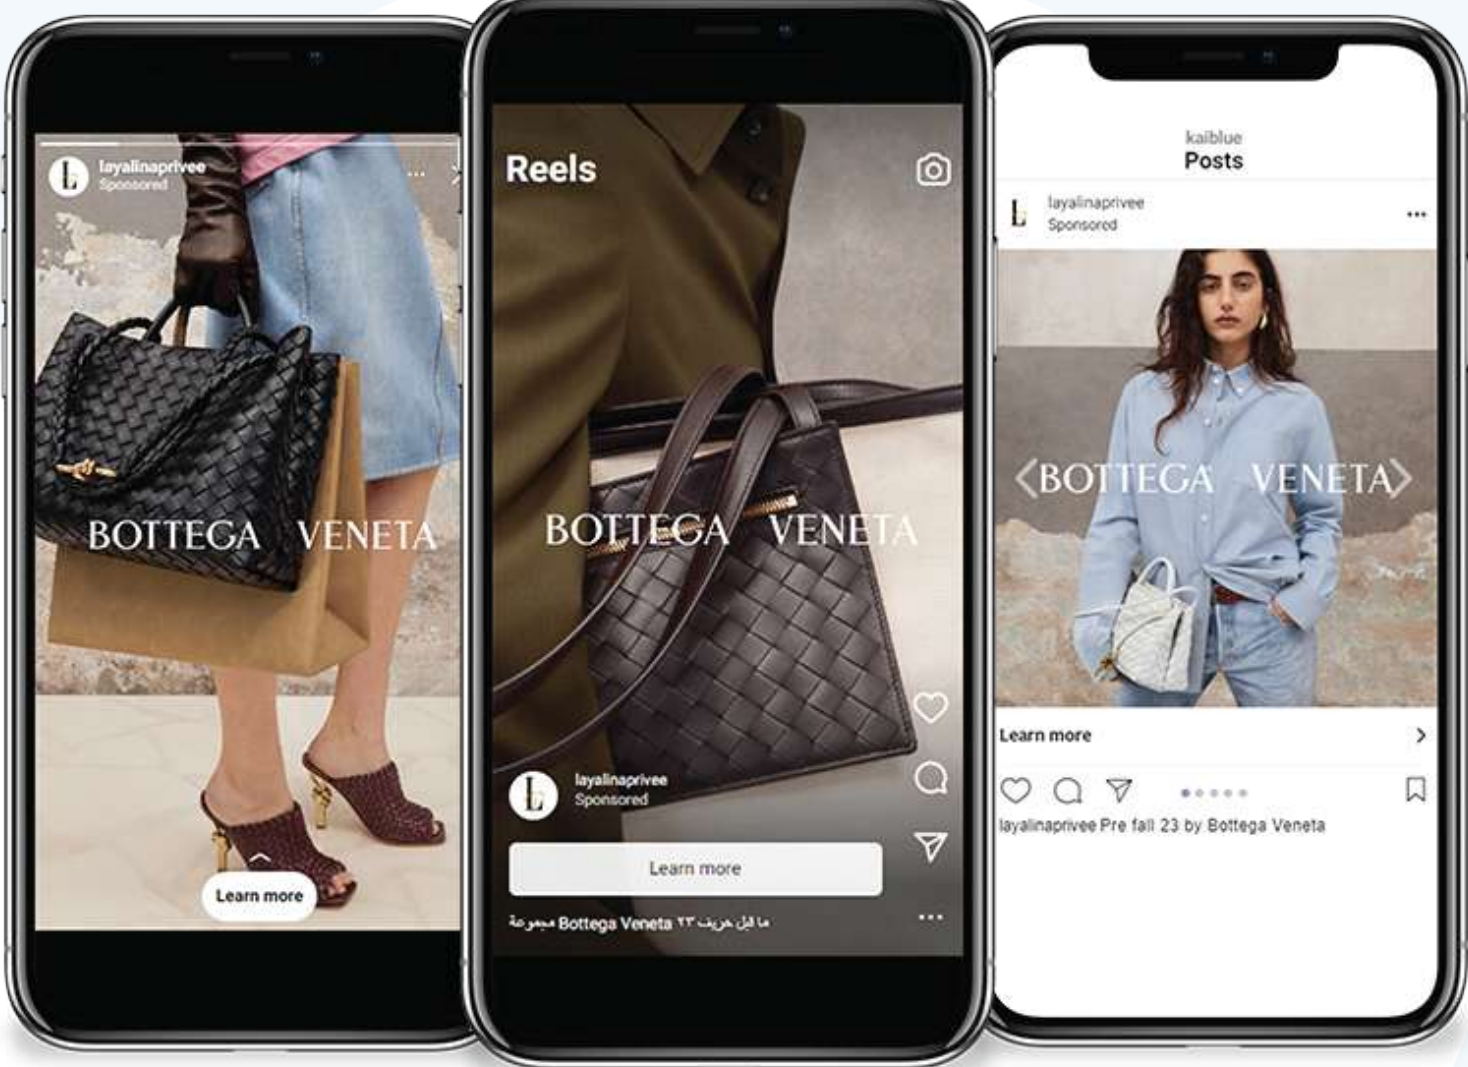 layalinaprivee
Sponsored
BOTTEGA VENETA
Learn more
Reels
BOTTEGA VENETA
layalinaprivee
Sponsored
Learn more
مجموعة Bottega Veneta ما قبل خريف ٢٣
kaiblue
Posts
layalinaprivee
Sponsored
BOTTEGA VENETA
Learn more
layalinaprivee Pre fall 23 by Bottega Veneta